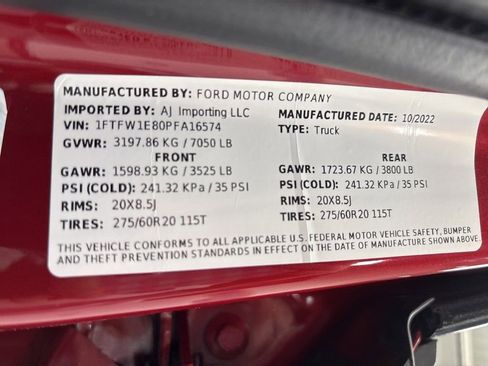 MANUFACTURED BY: FORD MOTOR COMPANY
IMPORTED BY: AJ Importing LLC MANUFACTURED DATE: 10/2022
VIN: 1FTFW1E80PFA16574 TYPE: Truck
GVWR: 3197.86 KG / 7050 LB
FRONT REAR
GAWR: 1598.93 KG / 3525 LB GAWR: 1723.67 KG / 3800 LB
PSI (COLD): 241.32 KPa / 35 PSI PSI (COLD): 241.32 KPa / 35 PSI
RIMS: 20X8.5J RIMS: 20X8.5J
TIRES: 275/60R20 115T TIRES: 275/60R20 115T
THIS VEHICLE CONFORMS TO ALL APPLICABLE U.S. FEDERAL MOTOR VEHICLE SAFETY, BUMPER
AND THEFT PREVENTION STANDARDS IN EFFECT ON THE DATE OF MANUFACTURE SHOWN ABOVE.